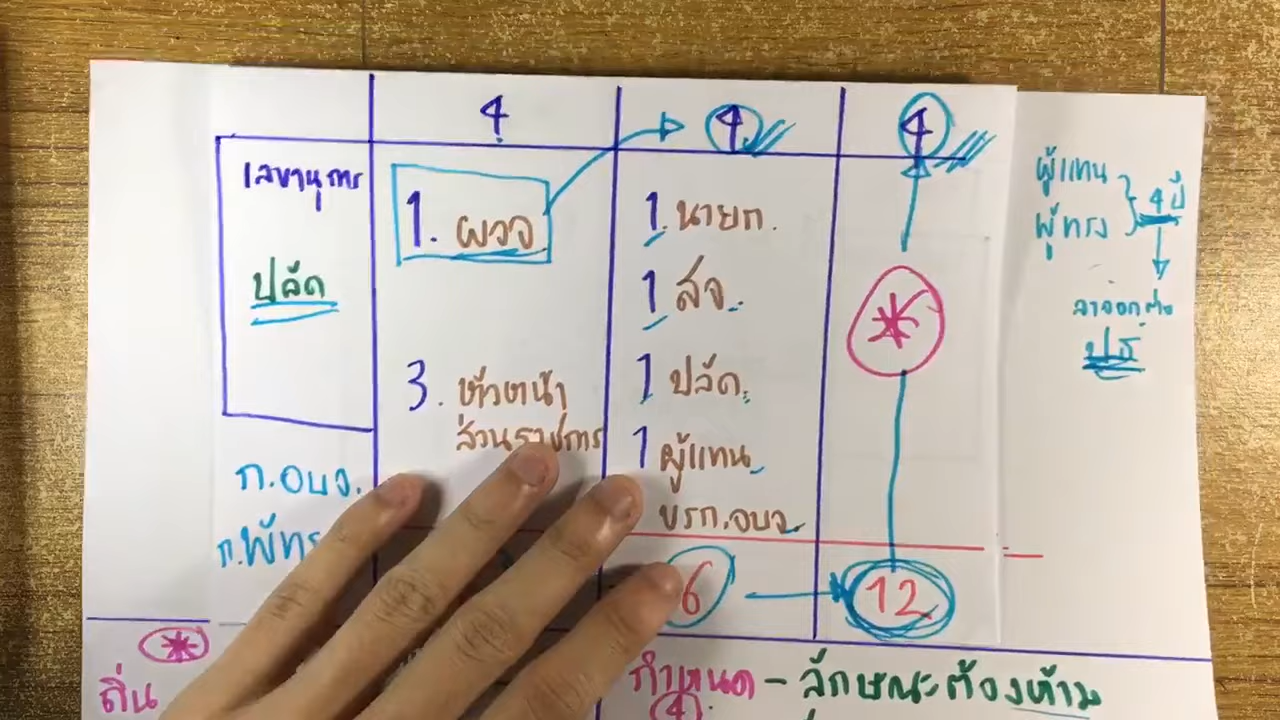 4 4 4
เลขานุการ
ปลัด
1. ผวจ
3. หัวหน้า
ส่วนราชการ
1. นายก.
1 สจ.
1 ปลัด.
1 ผู้แทน
ขรก.อบจ.
ผู้แทน
ผู้ทรง
4 ปี
ลาออกต่อ
ปธ
ก.อบจ.
6 12
ถิ่น
กำหนด - ลักษณะต้องห้าม
4